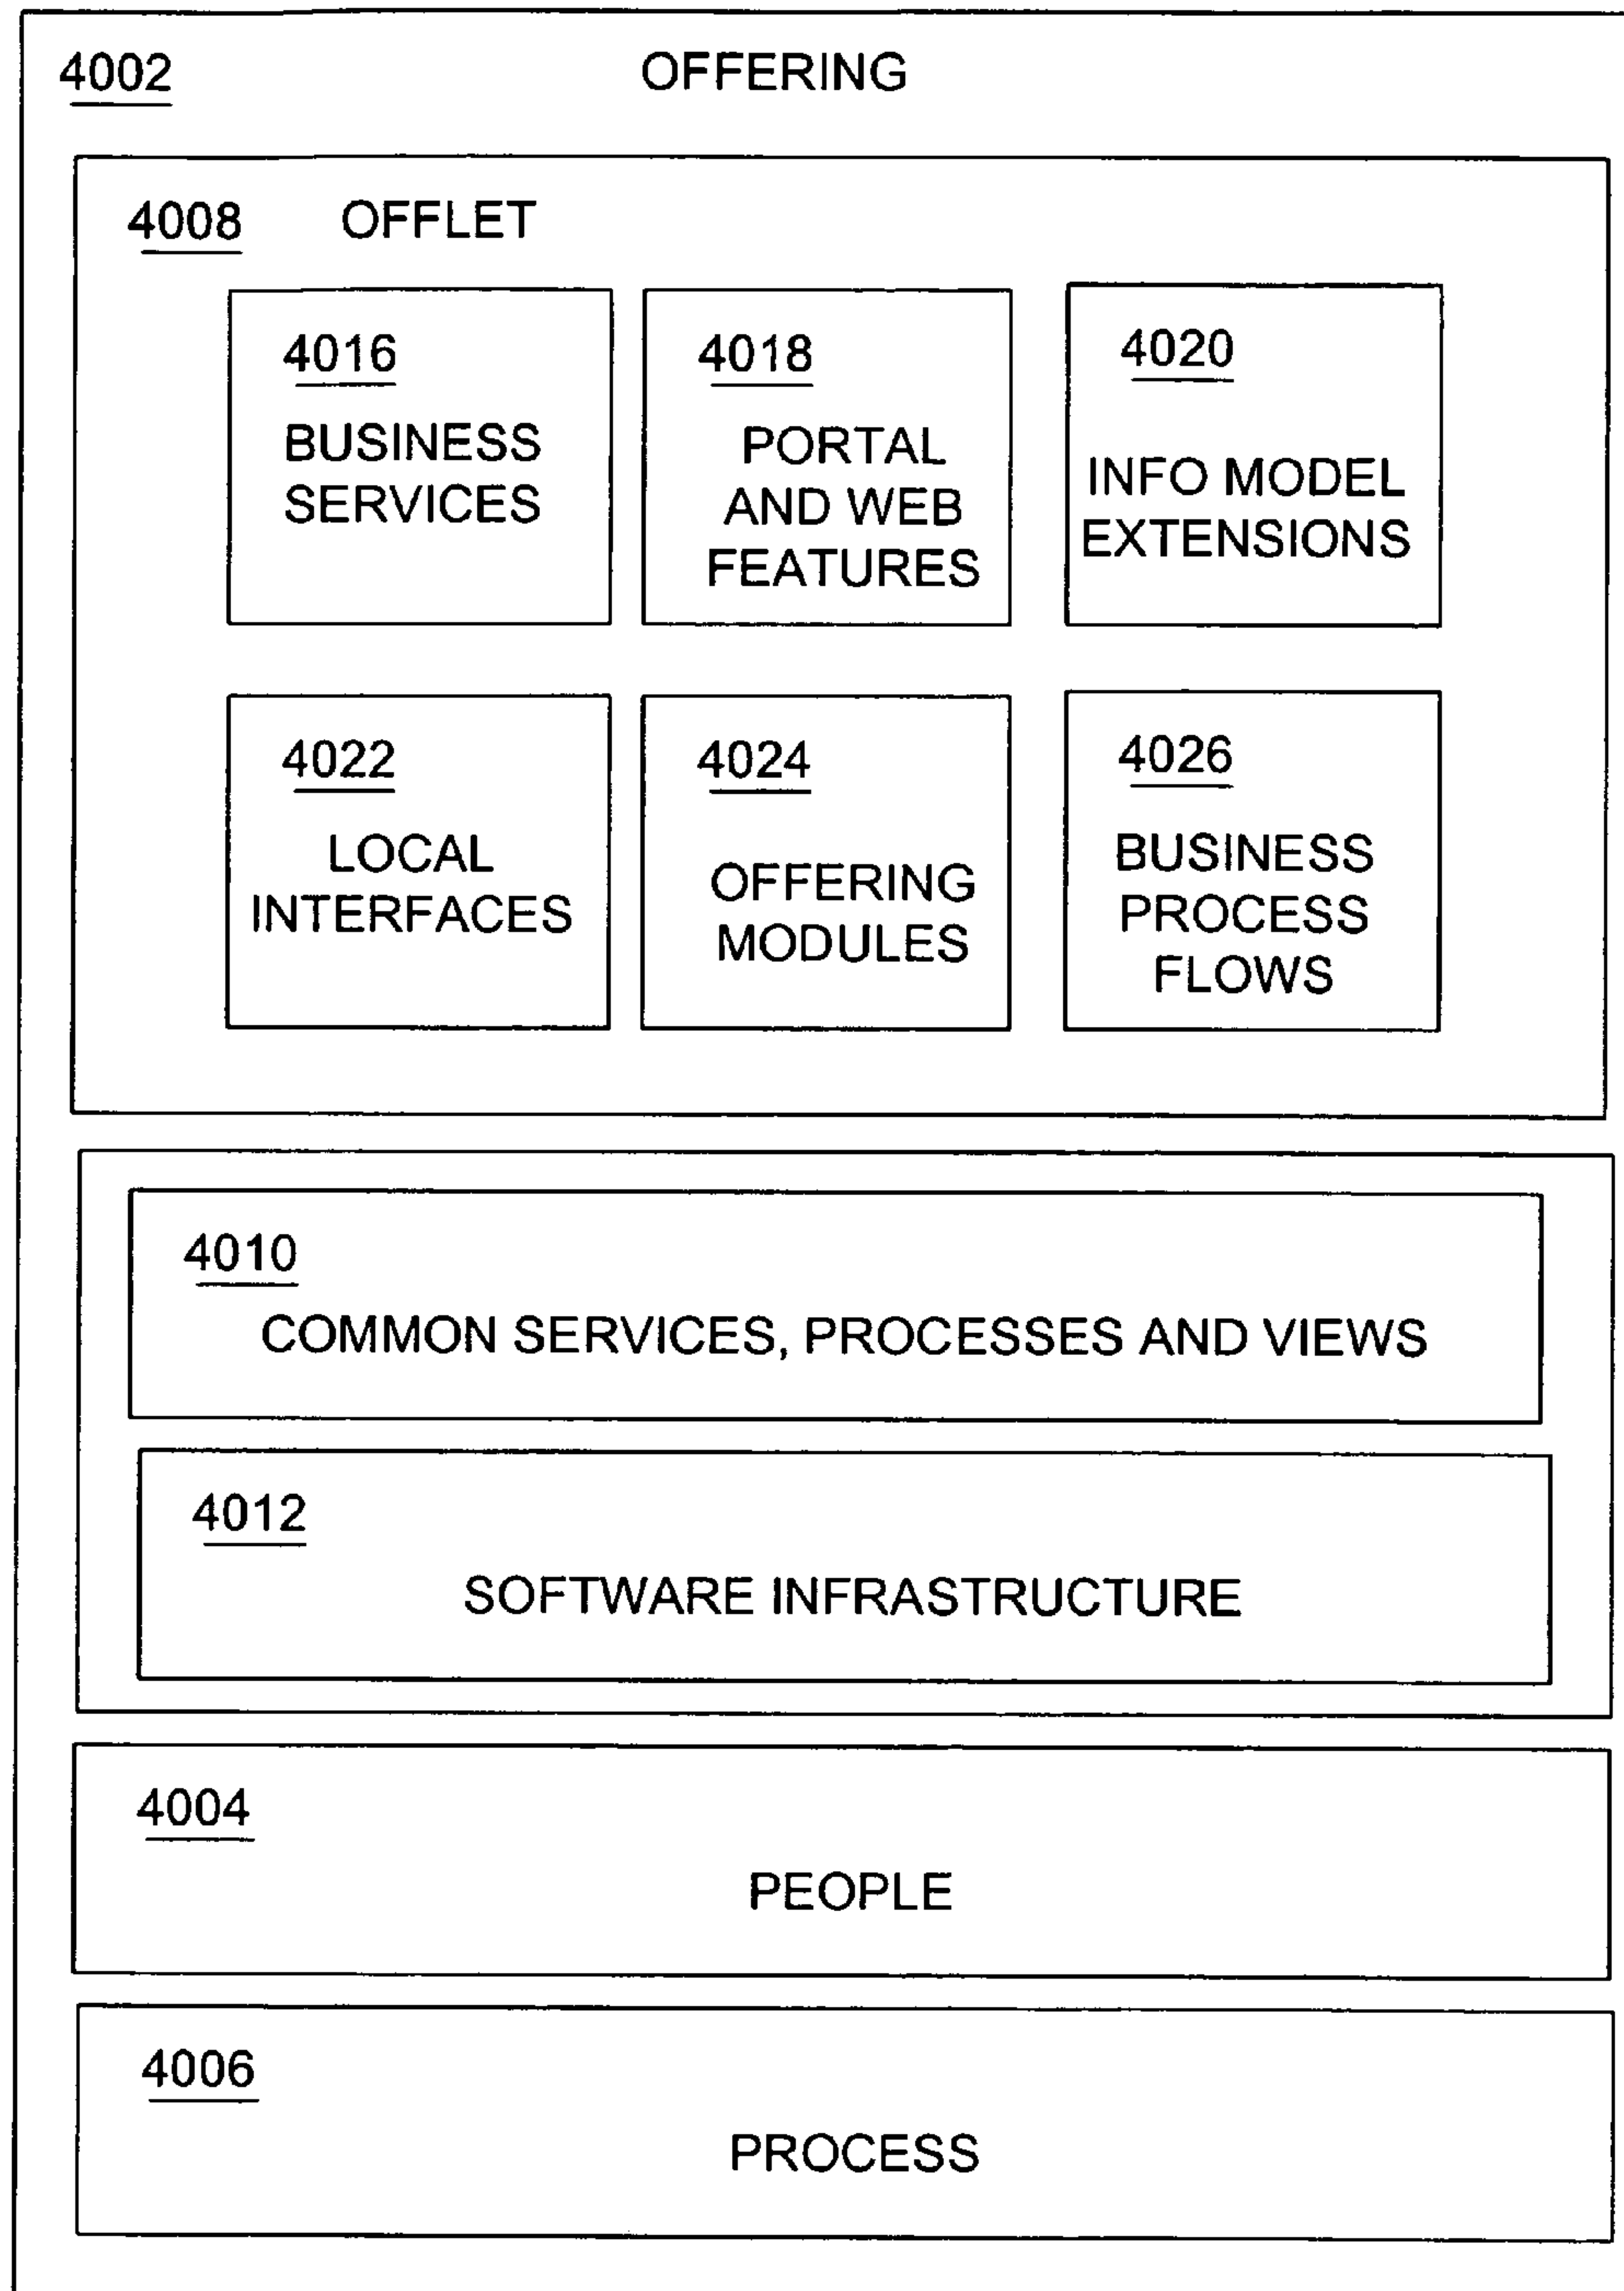 4002 OFFERING
4008 OFFLET
4016
BUSINESS
SERVICES
4018
PORTAL
AND WEB
FEATURES
4020
INFO MODEL
EXTENSIONS
4022
LOCAL
INTERFACES
4024
OFFERING
MODULES
4026
BUSINESS
PROCESS
FLOWS
4010
COMMON SERVICES, PROCESSES AND VIEWS
4012
SOFTWARE INFRASTRUCTURE
4004
PEOPLE
4006
PROCESS